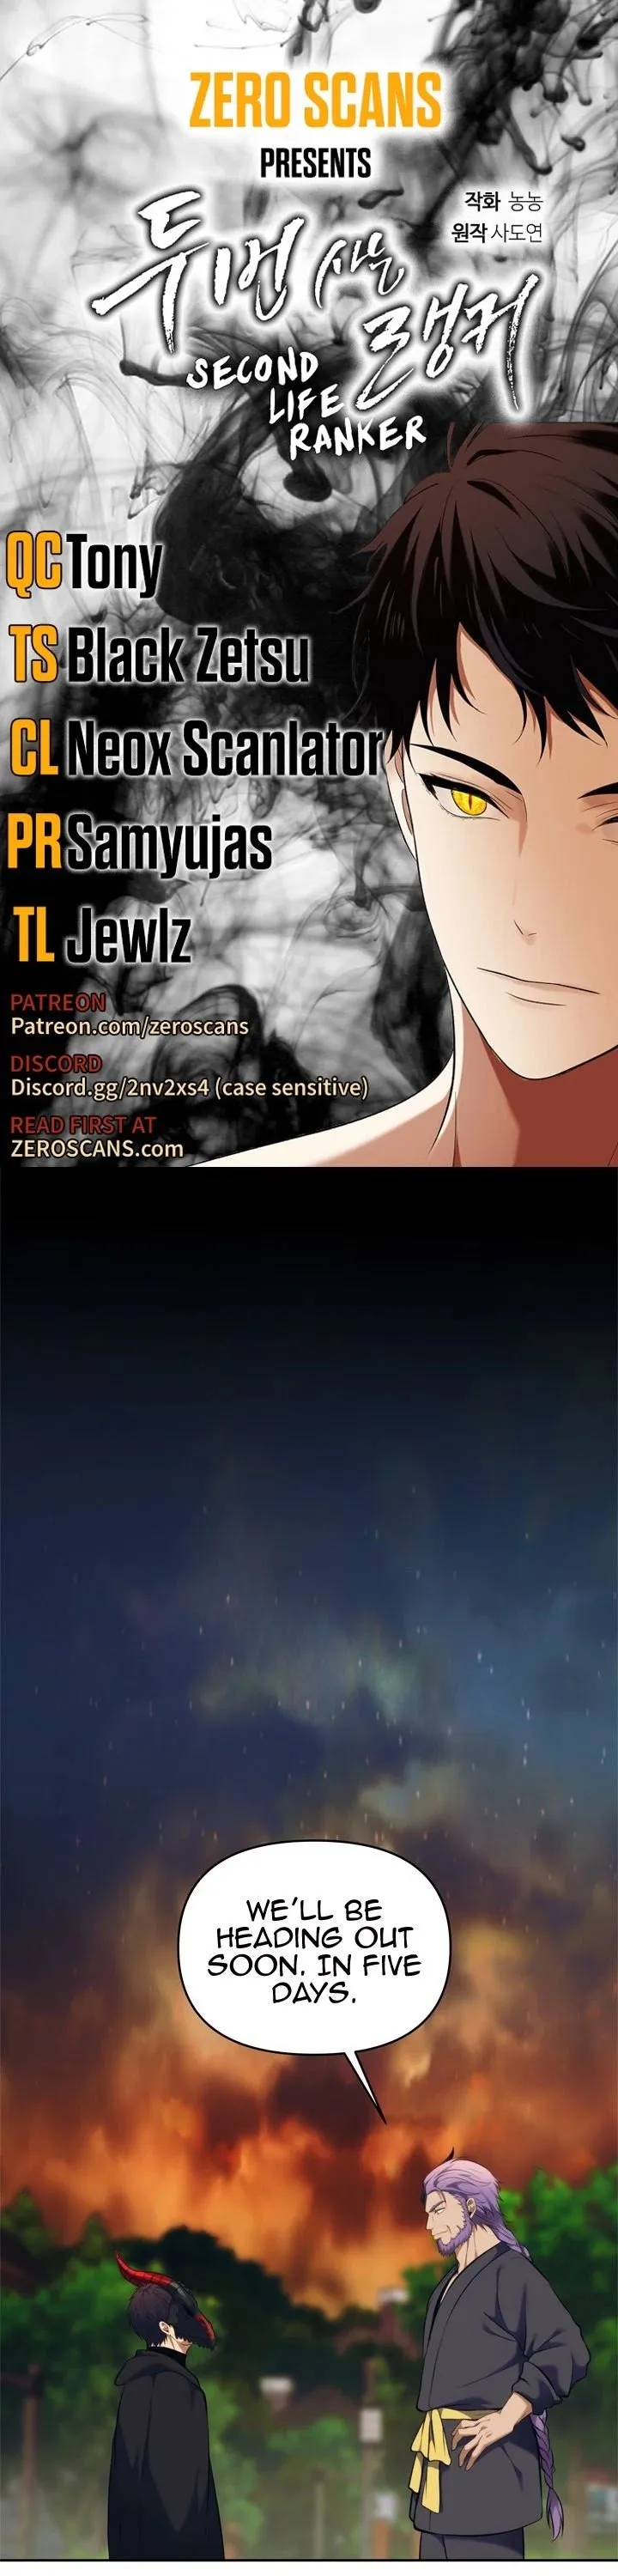 ZERO SCANS
PRESENTS
작화 농농
원작 사도연
두번 사는
랭커
SECOND
LIFE
RANKER
QC Tony
TS Black Zetsu
CL Neox Scanlator
PR Samyujas
TL Jewlz
PATREON
Patreon.com/zeroscans
DISCORD
Discord.gg/2nv2xs4 (case sensitive)
READ FIRST AT
ZEROSCANS.com
WE'LL BE
HEADING OUT
SOON. IN FIVE
DAYS.